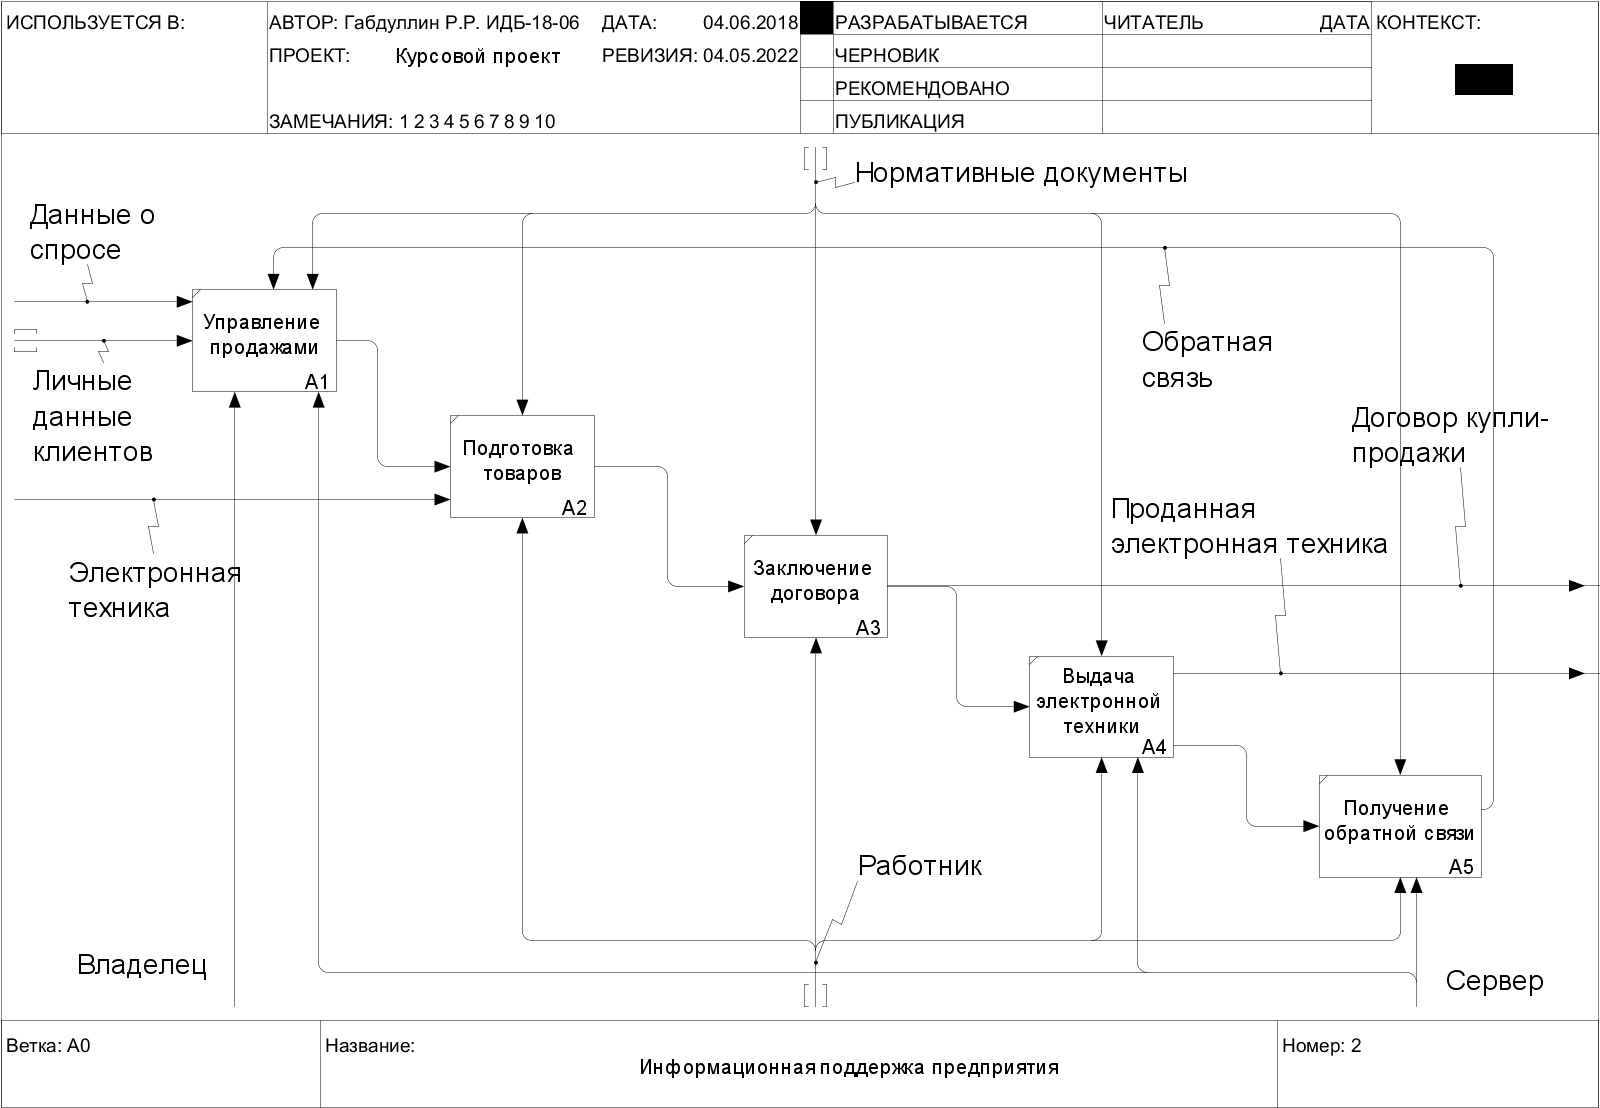 ИСПОЛЬЗУЕТСЯ В:
АВТОР: Габдуллин Р.Р. ИДБ-18-06 ДАТА: 04.06.2018
ПРОЕКТ: Курсовой проект РЕВИЗИЯ: 04.05.2022
ЗАМЕЧАНИЯ: 1 2 3 4 5 6 7 8 9 10
РАЗРАБАТЫВАЕТСЯ
ЧЕРНОВИК
РЕКОМЕНДОВАНО
ПУБЛИКАЦИЯ
ЧИТАТЕЛЬ ДАТА
КОНТЕКСТ:
Нормативные документы
Данные о
спросе
Управление
продажами
A1
Личные
данные
клиентов
Обратная
связь
Подготовка
товаров
A2
Договор купли-
продажи
Электронная
техника
Проданная
электронная техника
Заключение
договора
A3
Выдача
электронной
техники
A4
Получение
обратной связи
A5
Работник
Владелец
Сервер
Ветка: A0
Название:
Информационная поддержка предприятия
Номер: 2